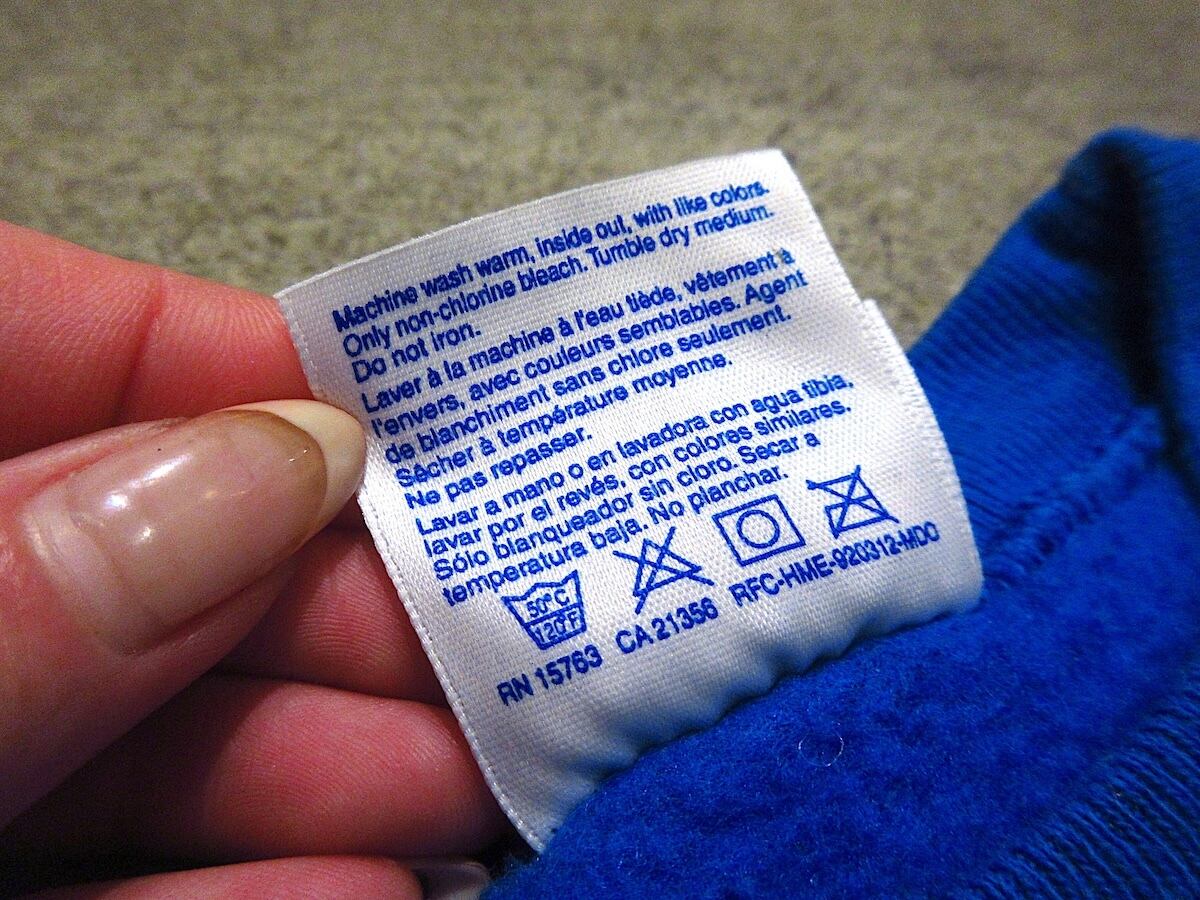 Machine wash warm, inside out, with like colors.
Only non-chlorine bleach. Tumble dry medium.
Do not iron.
Laver à la machine à l'eau tiède, vêtement à
l'envers, avec couleurs semblables. Agent
de blanchiment sans chlore seulement.
Sécher à température moyenne.
Ne pas repasser.
Lavar a mano o en lavadora con agua tibia,
lavar por el revés, con colores similares.
Sólo blanqueador sin cloro. Secar a
temperatura baja. No planchar.
50°C
120°F
RN 15763 CA 21356 RFC-HME-920312-MDO